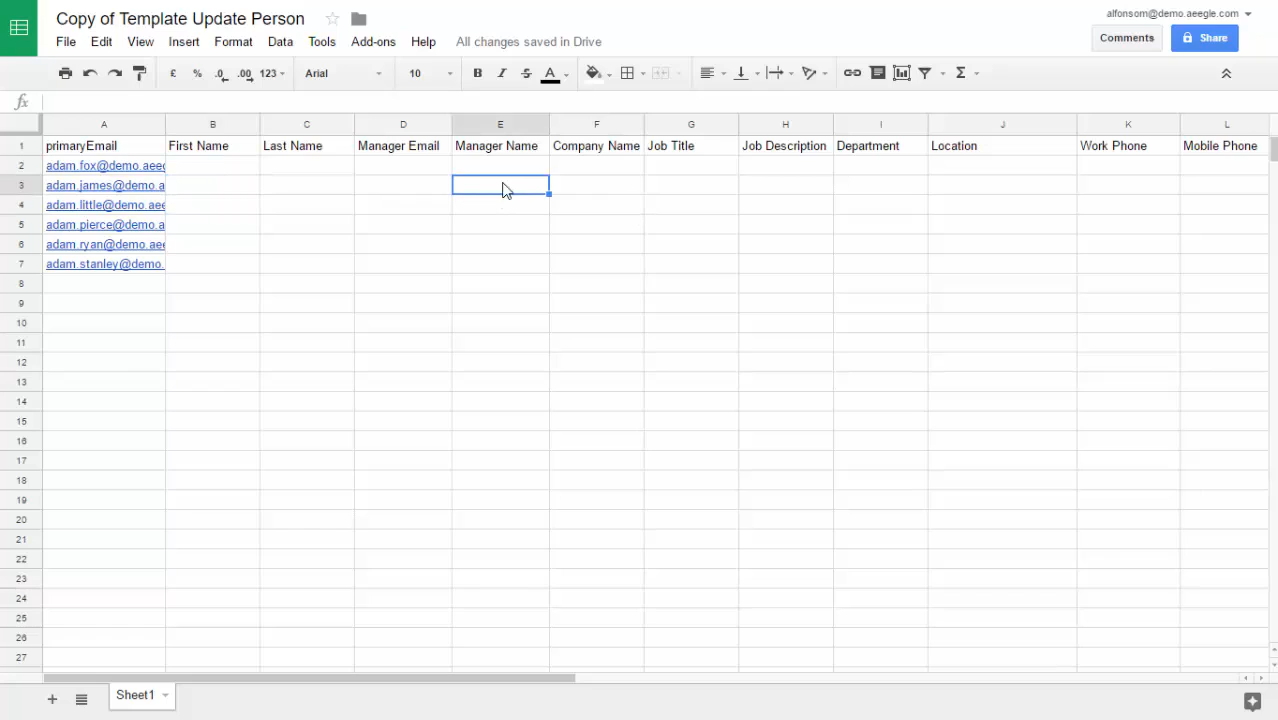 Copy of Template Update Person
alfonsom@demo.aeegle.com
File Edit View Insert Format Data Tools Add-ons Help All changes saved in Drive
Comments Share
£ % .0 .00 123 Arial 10 B I S A Σ
fx
A B C D E F G H I J K L
1 primaryEmail First Name Last Name Manager Email Manager Name Company Name Job Title Job Description Department Location Work Phone Mobile Phone
2 adam.fox@demo.aeeg
3 adam.james@demo.a
4 adam.little@demo.aee
5 adam.pierce@demo.a
6 adam.ryan@demo.aee
7 adam.stanley@demo.
8
9
10
11
12
13
14
15
16
17
18
19
20
21
22
23
24
25
26
27
Sheet1